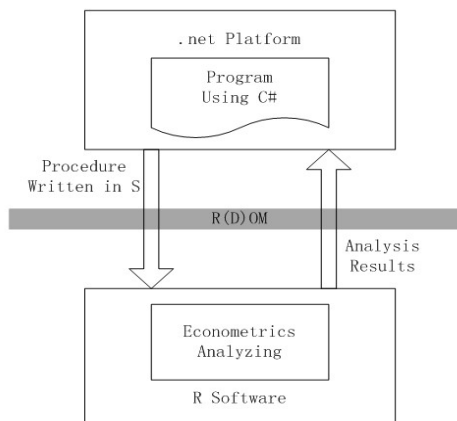 .net Platform
Program
Using C#
Procedure
Written in S
R(D)OM
Analysis
Results
Econometrics
Analyzing
R Software